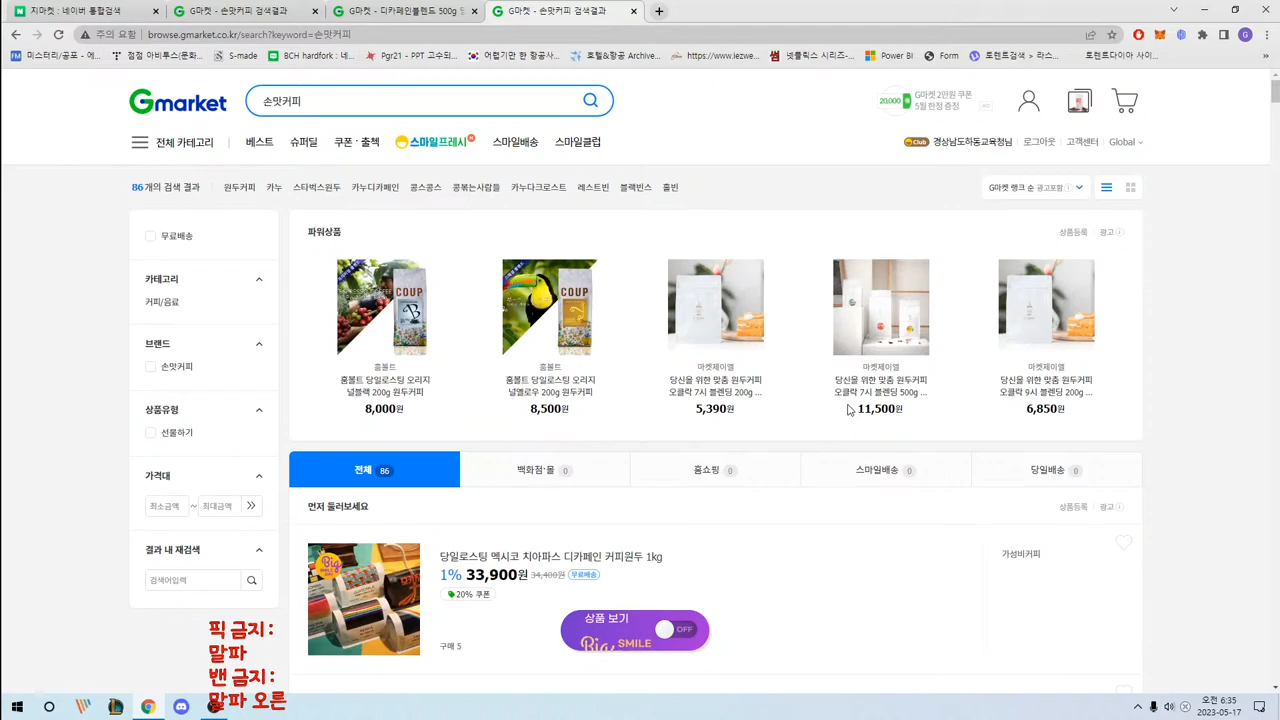 지마켓 : 네이버 통합검색
G마켓 - 손맛커피 검색결과
G마켓 - 디카페인블렌드 500g 원
G마켓 - 손맛커피 검색결과
주의 요함
browse.gmarket.co.kr/search?keyword=손맛커피
미스터리/공포 - 에
점점 라비투스(문화..
S-made
BCH hardfork - 네..
Pgr21 - PPT 고수되..
어렵기만 한 항공사..
호텔&항공 Archive..
https://www.lezwe..
넷플릭스 시리즈...
Power BI
Form
토렌트검색 > 라스..
토렌트다이아 사이..
Gmarket
손맛커피
20,000
G마켓 2만원 쿠폰
5월 한정 증정
AD
전체 카테고리
베스트
슈퍼딜
쿠폰·출첵
스마일프레시
스마일배송
스마일클럽
Club
경상남도하동교육청님
로그아웃
고객센터
Global
86개의 검색 결과
원두커피
카누
스타벅스원두
카누디카페인
콩스콩스
콩볶는사람들
카누다크로스트
레스트빈
블랙빈스
홀빈
G마켓 랭크 순 광고포함
무료배송
카테고리
커피/음료
브랜드
손맛커피
상품유형
선물하기
가격대
최소금액 ~ 최대금액
결과 내 재검색
검색어입력
파워상품
상품등록
광고
COUP
COUP
홈볼트
홈볼트 당일로스팅 오리지
널블랙 200g 원두커피
8,000원
홈볼트
홈볼트 당일로스팅 오리지
널옐로우 200g 원두커피
8,500원
마켓제이엘
당신을 위한 맞춤 원두커피
오클락 7시 블렌딩 200g ...
5,390원
마켓제이엘
당신을 위한 맞춤 원두커피
오클락 7시 블렌딩 500g ...
11,500원
마켓제이엘
당신을 위한 맞춤 원두커피
오클락 9시 블렌딩 200g ...
6,850원
전체 86
백화점·몰 0
홈쇼핑 0
스마일배송 0
당일배송 0
먼저 둘러보세요
상품등록
광고
당일로스팅 멕시코 치아파스 디카페인 커피원두 1kg
1% 33,900원 34,400원 무료배송
20% 쿠폰
구매 5
가성비커피
상품 보기
OFF
Big SMILE
픽 금지 :
말파
밴 금지 :
말파 오른
오전 6:35
2023-05-17